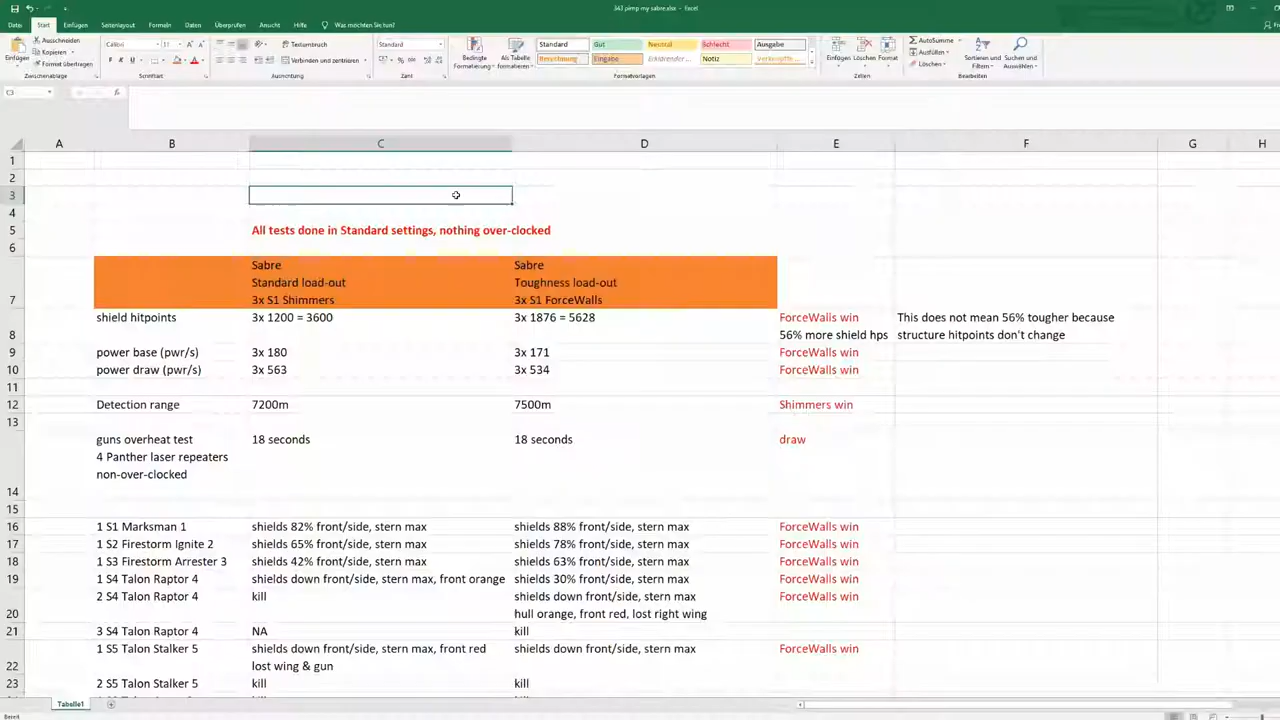 343 pimp my sabre.xlsx - Excel
Datei Start Einfügen Seitenlayout Formeln Daten Überprüfen Ansicht Hilfe Was möchten Sie tun?
Einfügen
Ausschneiden
Kopieren
Format übertragen
Zwischenablage
Calibri 11
Schriftart
Textumbruch
Verbinden und zentrieren
Ausrichtung
Standard
Zahl
Bedingte Formatierung
Als Tabelle formatieren
Standard Gut Neutral Schlecht Ausgabe
Berechnung Eingabe Erklärender ... Notiz Verknüpfte ...
Formatvorlagen
Einfügen Löschen Format
Zellen
AutoSumme
Ausfüllen
Löschen
Sortieren und Filtern
Suchen und Auswählen
Bearbeiten
C3 fx
A B C D E F G H
1
2
3
4
5 All tests done in Standard settings, nothing over-clocked
6
Sabre Sabre
Standard load-out Toughness load-out
7 3x S1 Shimmers 3x S1 ForceWalls
shield hitpoints 3x 1200 = 3600 3x 1876 = 5628 ForceWalls win This does not mean 56% tougher because
8 56% more shield hps structure hitpoints don't change
9 power base (pwr/s) 3x 180 3x 171 ForceWalls win
10 power draw (pwr/s) 3x 563 3x 534 ForceWalls win
11
12 Detection range 7200m 7500m Shimmers win
13
guns overheat test 18 seconds 18 seconds draw
4 Panther laser repeaters
non-over-clocked
14
15
16 1 S1 Marksman 1 shields 82% front/side, stern max shields 88% front/side, stern max ForceWalls win
17 1 S2 Firestorm Ignite 2 shields 65% front/side, stern max shields 78% front/side, stern max ForceWalls win
18 1 S3 Firestorm Arrester 3 shields 42% front/side, stern max shields 63% front/side, stern max ForceWalls win
19 1 S4 Talon Raptor 4 shields down front/side, stern max, front orange shields 30% front/side, stern max ForceWalls win
2 S4 Talon Raptor 4 kill shields down front/side, stern max ForceWalls win
20 hull orange, front red, lost right wing
21 3 S4 Talon Raptor 4 NA kill
1 S5 Talon Stalker 5 shields down front/side, stern max, front red shields down front/side, stern max ForceWalls win
22 lost wing & gun
23 2 S5 Talon Stalker 5 kill kill
Tabelle1
Bereit